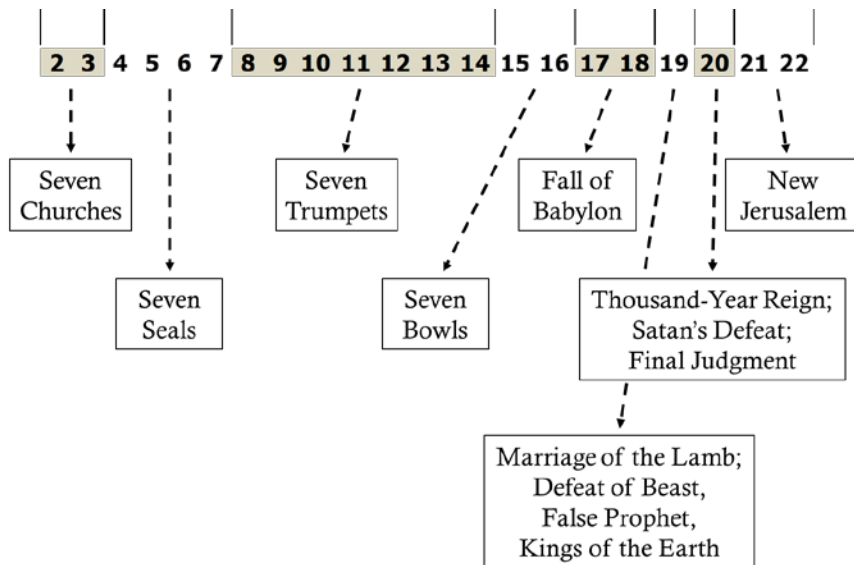 2 3 4 5 6 7 8 9 10 11 12 13 14 15 16 17 18 19 20 21 22
Seven
Churches
Seven
Trumpets
Fall of
Babylon
New
Jerusalem
Seven
Seals
Seven
Bowls
Thousand-Year Reign;
Satan's Defeat;
Final Judgment
Marriage of the Lamb;
Defeat of Beast,
False Prophet,
Kings of the Earth